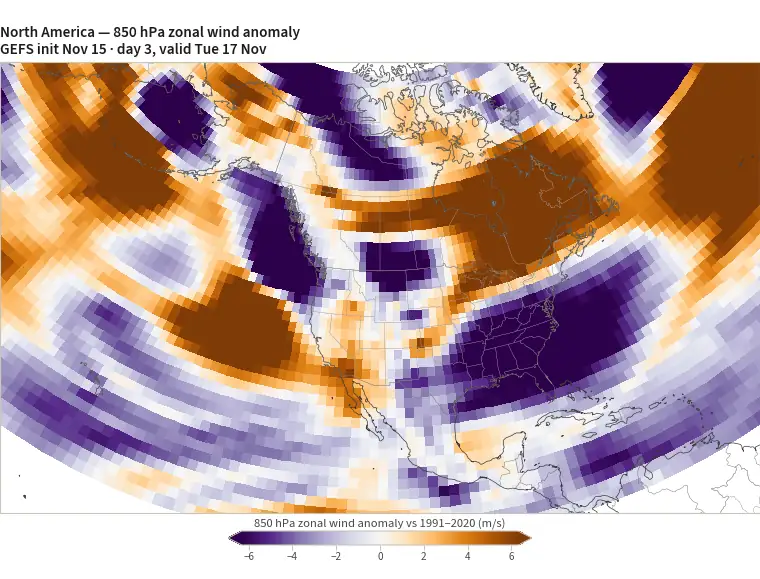 North America — 850 hPa zonal wind anomaly
GEFS init Nov 15 · day 3, valid Tue 17 Nov
850 hPa zonal wind anomaly vs 1991–2020 (m/s)
−6 −4 −2 0 2 4 6